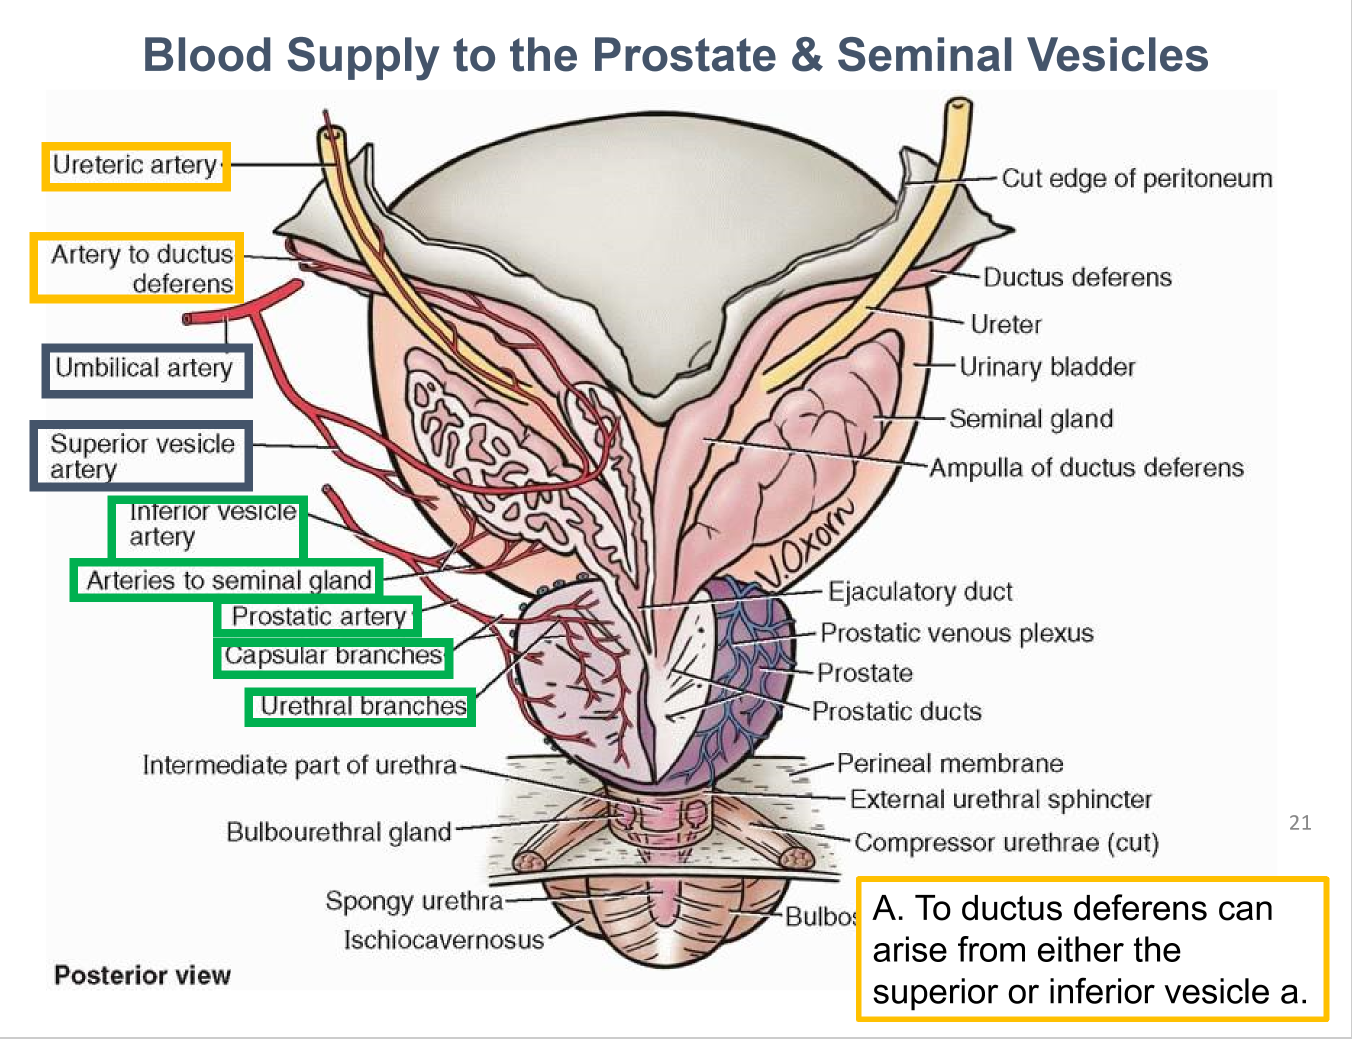 Blood Supply to the Prostate & Seminal Vesicles
Ureteric artery
Artery to ductus
deferens
Umbilical artery
Superior vesicle
artery
Inferior vesicle
artery
Arteries to seminal gland
Prostatic artery
Capsular branches
Urethral branches
Intermediate part of urethra
Bulbourethral gland
Spongy urethra
Ischiocavernosus
Posterior view
Cut edge of peritoneum
Ductus deferens
Ureter
Urinary bladder
Seminal gland
Ampulla of ductus deferens
V.Oxorn
Ejaculatory duct
Prostatic venous plexus
Prostate
Prostatic ducts
Perineal membrane
External urethral sphincter
Compressor urethrae (cut)
21
A. To ductus deferens can
arise from either the
superior or inferior vesicle a.